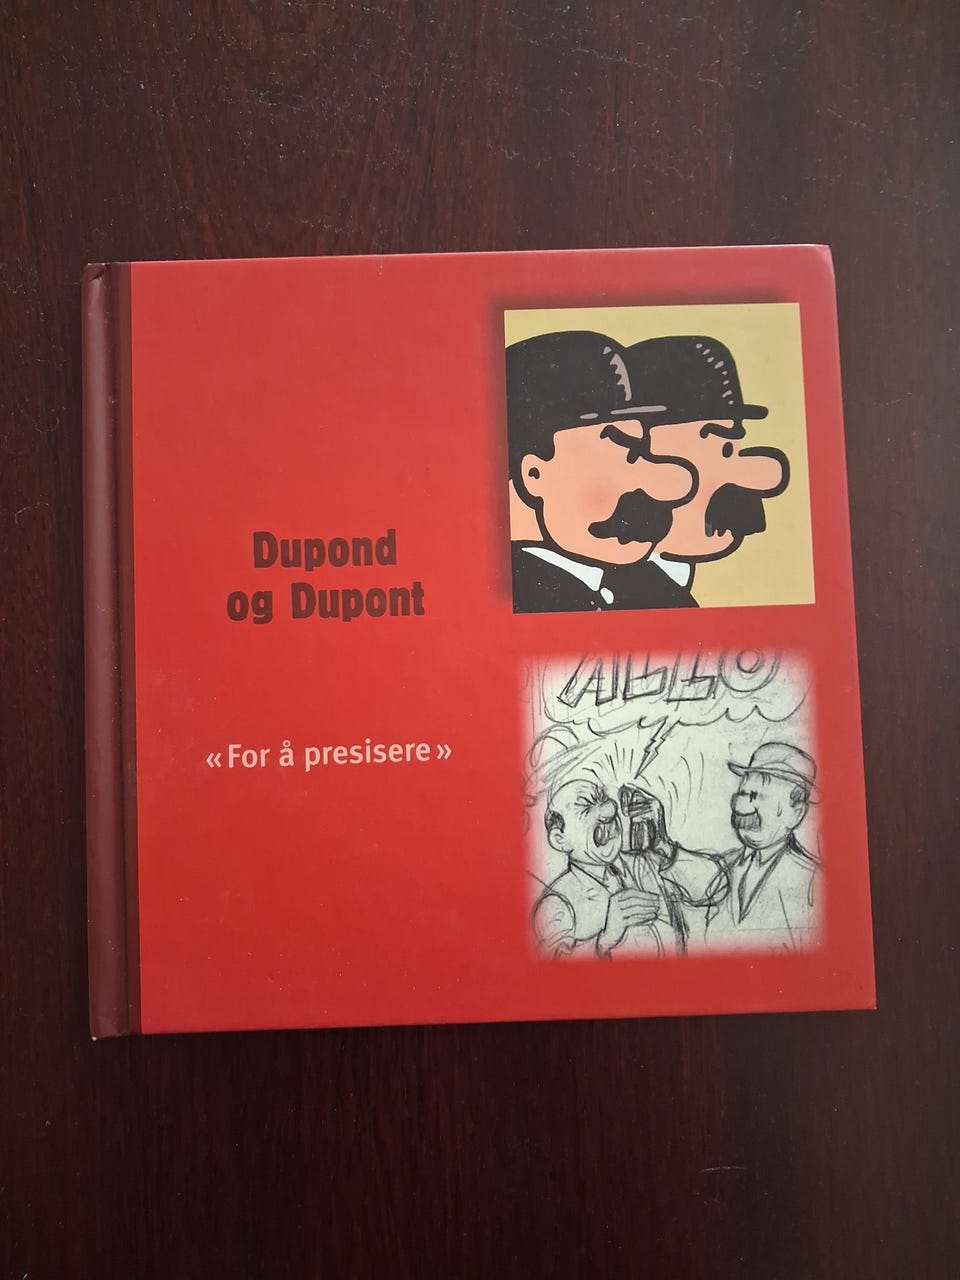 Dupond
og Dupont
«For å presisere»
ALLO